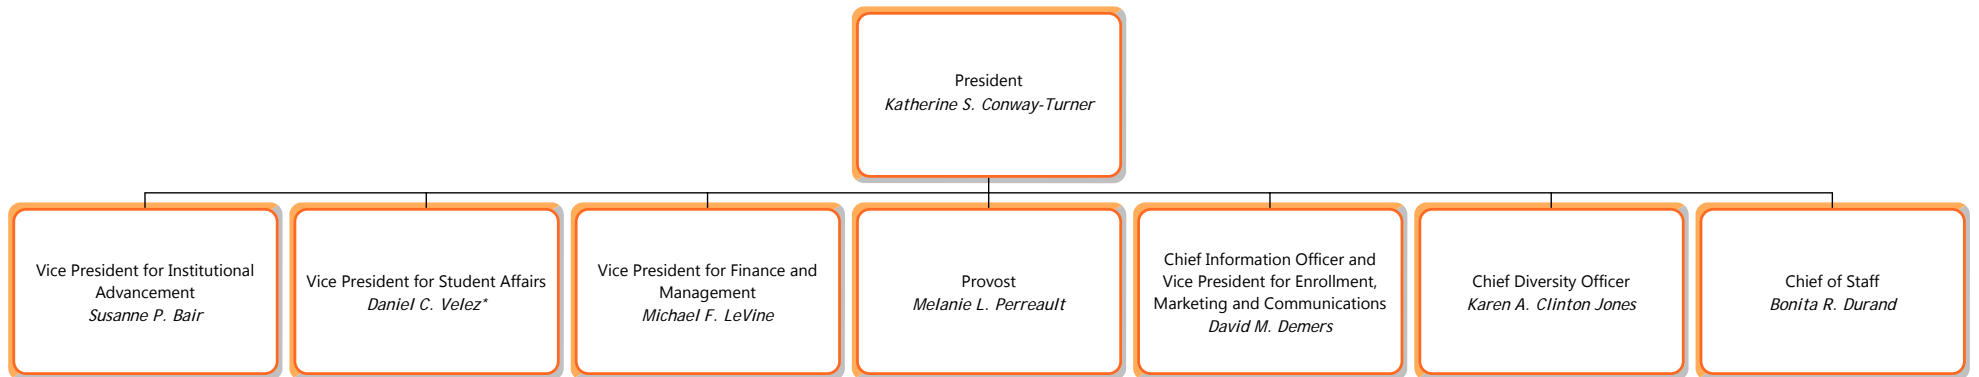 President
Katherine S. Conway-Turner
Vice President for Institutional
Advancement
Susanne P. Bair
Vice President for Student Affairs
Daniel C. Velez*
Vice President for Finance and
Management
Michael F. LeVine
Provost
Melanie L. Perreault
Chief Information Officer and
Vice President for Enrollment,
Marketing and Communications
David M. Demers
Chief Diversity Officer
Karen A. Clinton Jones
Chief of Staff
Bonita R. Durand